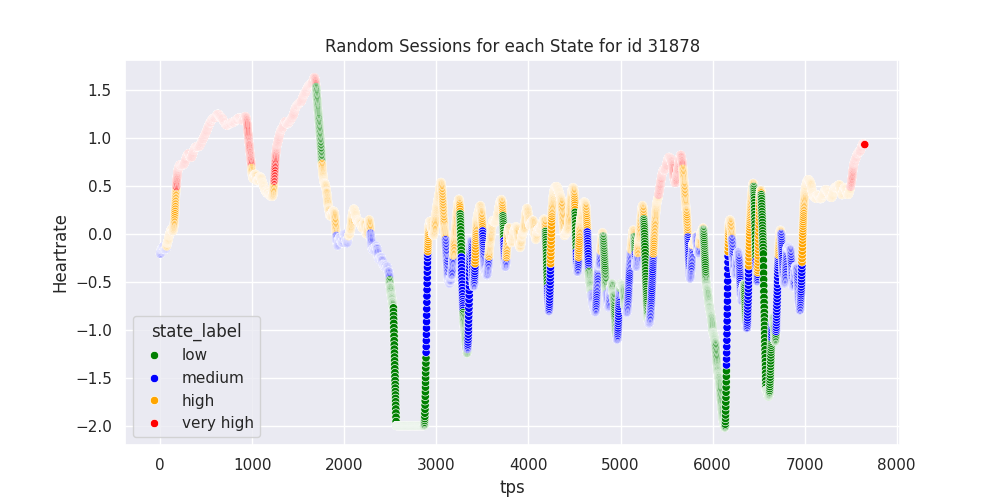 Random Sessions for each State for id 31878
Heartrate
1.5
1.0
0.5
0.0
−0.5
−1.0
−1.5
−2.0
state_label
low
medium
high
very high
0 1000 2000 3000 4000 5000 6000 7000 8000
tps